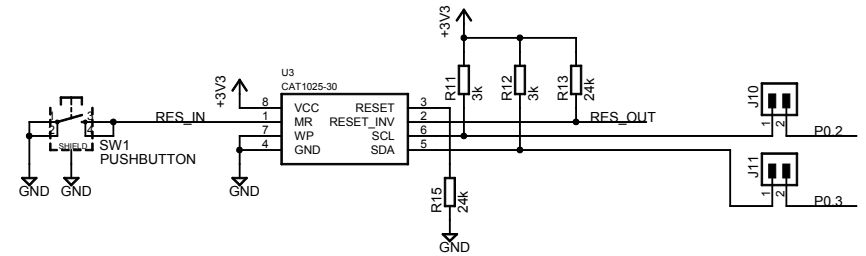 +3V3
U3
CAT1025-30
+3V3
R11
3k
R12
3k
R13
24k
J10
1
2
P0.2
1
2
3
4
SHIELD
SW1
PUSHBUTTON
RES_IN
8
1
7
4
VCC
MR
WP
GND
RESET
RESET_INV
SCL
SDA
3
2
6
5
RES_OUT
J11
1
2
P0.3
R15
24k
GND
GND
GND
GND